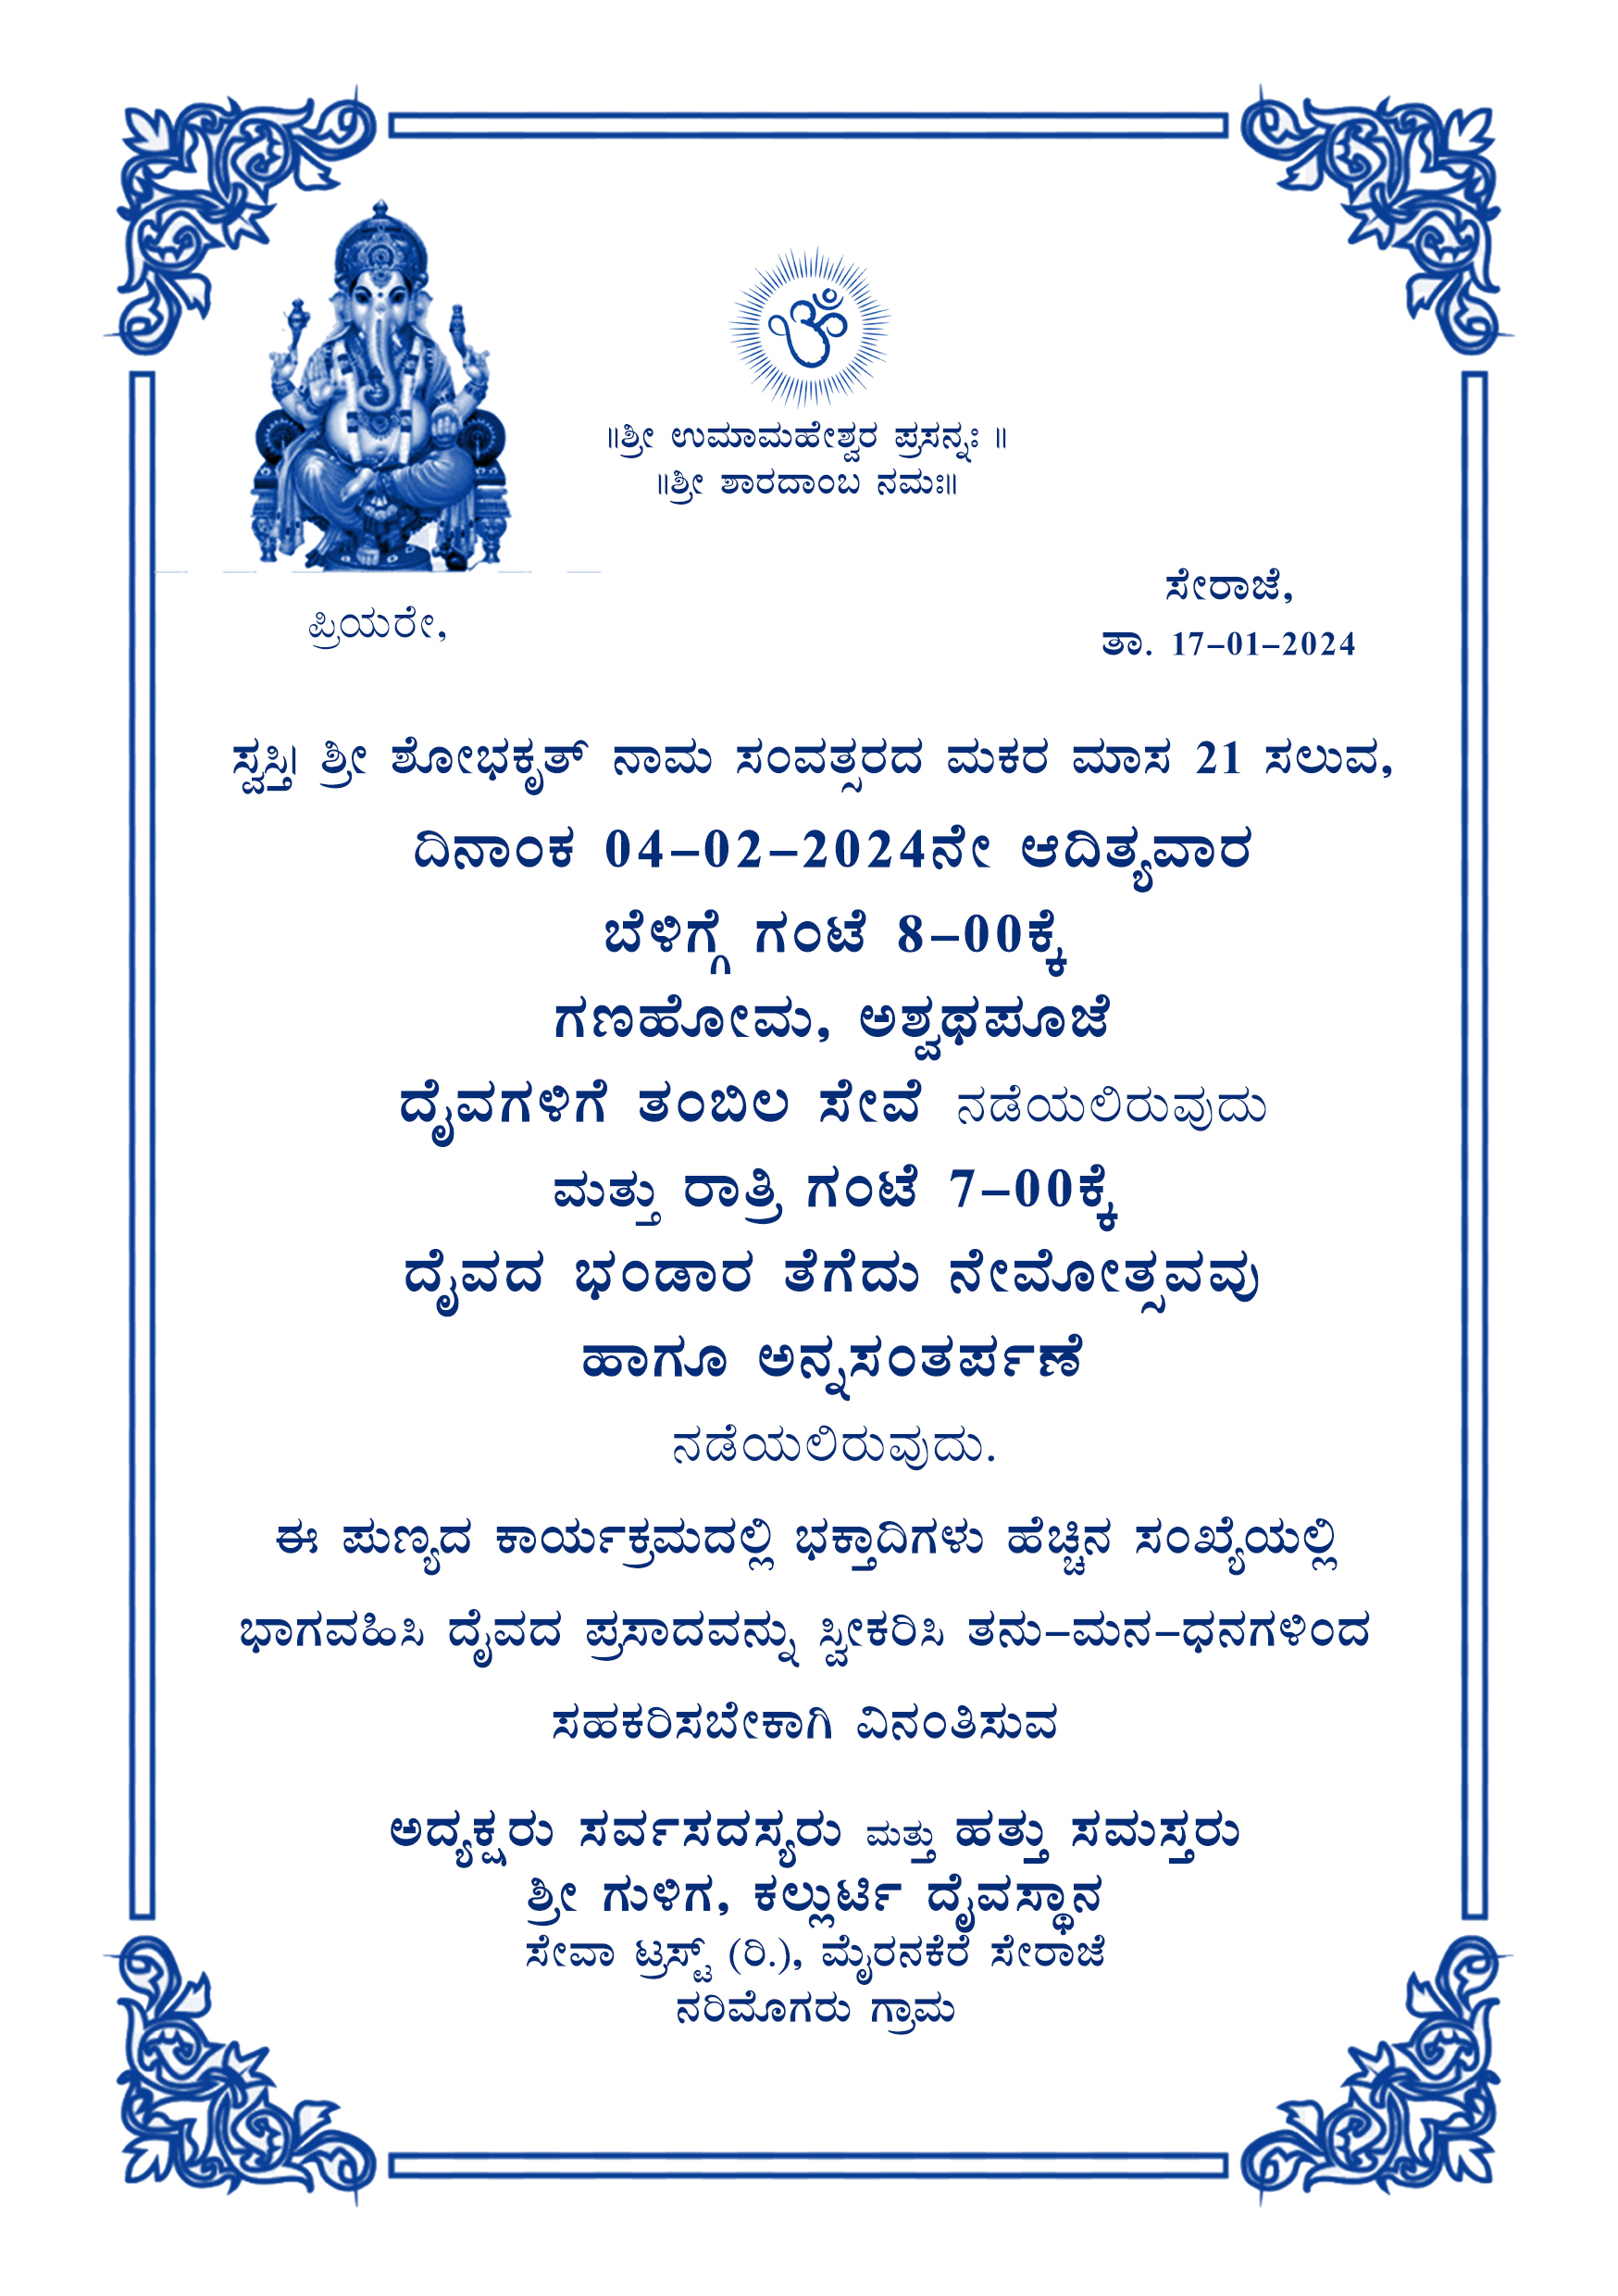 ॐ
॥ಶ್ರೀ ಉಮಾಮಹೇಶ್ವರ ಪ್ರಸನ್ನಃ ॥
॥ಶ್ರೀ ಶಾರದಾಂಬ ನಮಃ॥
ಸೇರಾಜೆ,
ಪ್ರಿಯರೇ,
ತಾ. 17-01-2024
ಸ್ವಸ್ತಿ। ಶ್ರೀ ಶೋಭಕೃತ್ ನಾಮ ಸಂವತ್ಸರದ ಮಕರ ಮಾಸ 21 ಸಲುವ,
ದಿನಾಂಕ 04-02-2024ನೇ ಆದಿತ್ಯವಾರ
ಬೆಳಿಗ್ಗೆ ಗಂಟೆ 8-00ಕ್ಕೆ
ಗಣಹೋಮ, ಅಶ್ವಥಪೂಜೆ
ದೈವಗಳಿಗೆ ತಂಬಿಲ ಸೇವೆ ನಡೆಯಲಿರುವುದು
ಮತ್ತು ರಾತ್ರಿ ಗಂಟೆ 7-00ಕ್ಕೆ
ದೈವದ ಭಂಡಾರ ತೆಗೆದು ನೇಮೋತ್ಸವವು
ಹಾಗೂ ಅನ್ನಸಂತರ್ಪಣೆ
ನಡೆಯಲಿರುವುದು.
ಈ ಪುಣ್ಯದ ಕಾರ್ಯಕ್ರಮದಲ್ಲಿ ಭಕ್ತಾದಿಗಳು ಹೆಚ್ಚಿನ ಸಂಖ್ಯೆಯಲ್ಲಿ
ಭಾಗವಹಿಸಿ ದೈವದ ಪ್ರಸಾದವನ್ನು ಸ್ವೀಕರಿಸಿ ತನು-ಮನ-ಧನಗಳಿಂದ
ಸಹಕರಿಸಬೇಕಾಗಿ ವಿನಂತಿಸುವ
ಅದ್ಯಕ್ಷರು ಸರ್ವಸದಸ್ಯರು ಮತ್ತು ಹತ್ತು ಸಮಸ್ತರು
ಶ್ರೀ ಗುಳಿಗ, ಕಲ್ಲುರ್ಟಿ ದೈವಸ್ಥಾನ
ಸೇವಾ ಟ್ರಸ್ಟ್ (ರಿ.), ಮೈರನಕೆರೆ ಸೇರಾಜೆ
ನರಿಮೊಗರು ಗ್ರಾಮ